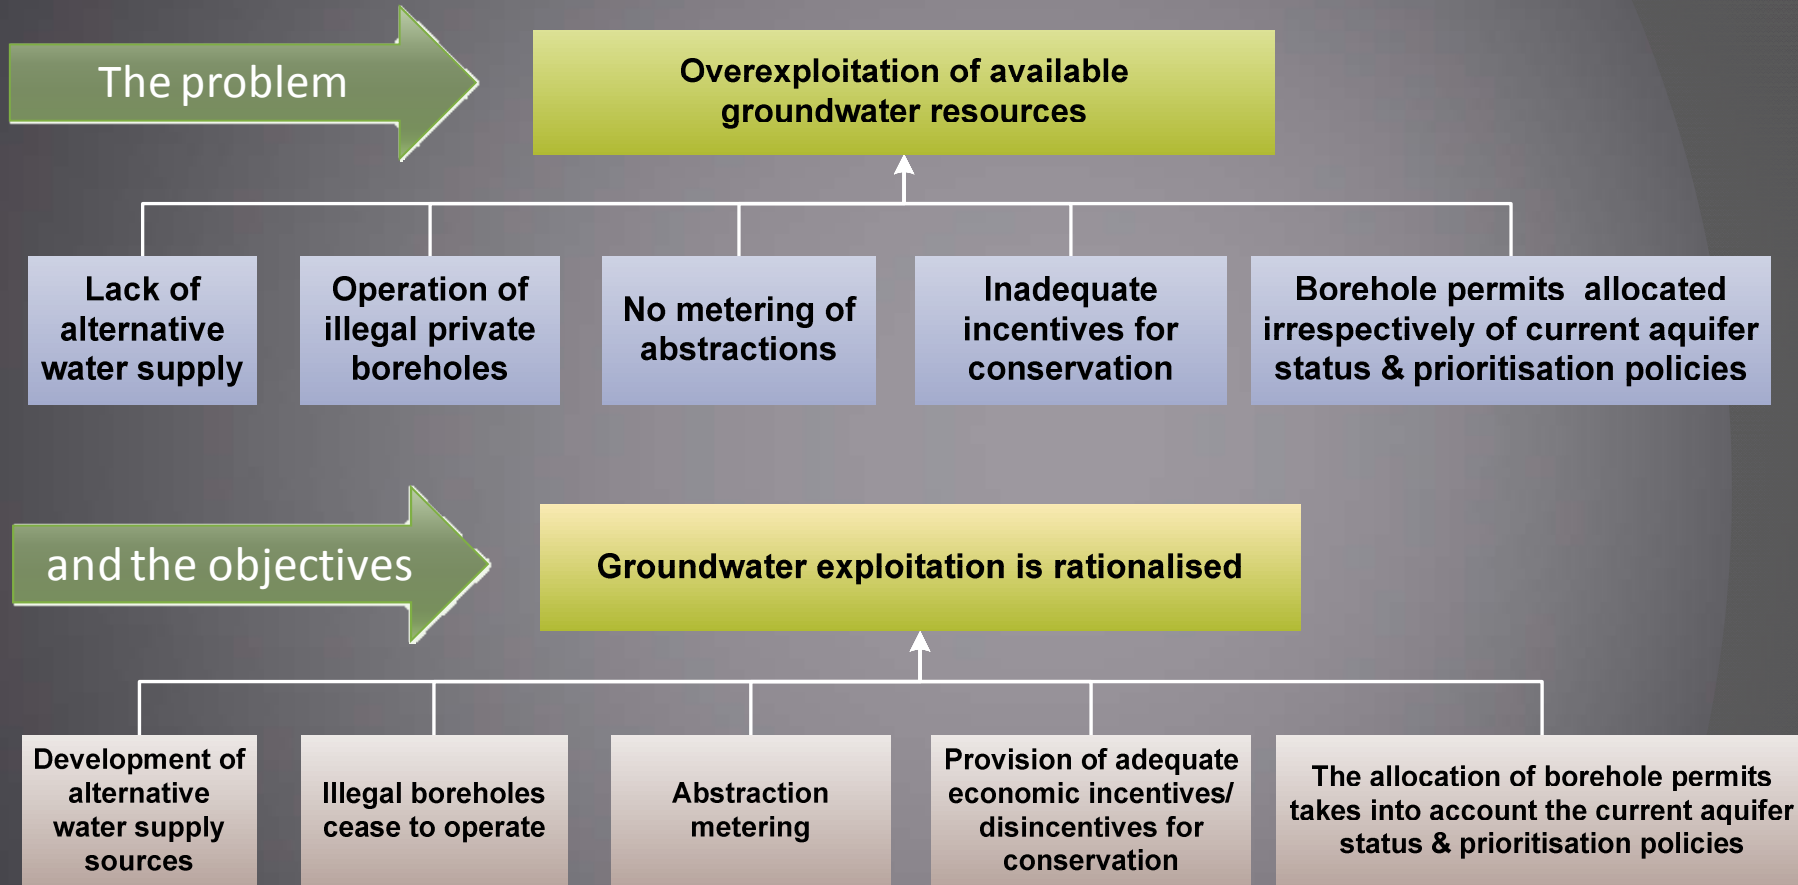 The problem
Overexploitation of available
groundwater resources
Lack of
alternative
water supply
Operation of
illegal private
boreholes
No metering of
abstractions
Inadequate
incentives for
conservation
Borehole permits allocated
irrespectively of current aquifer
status & prioritisation policies
and the objectives
Groundwater exploitation is rationalised
Development of
alternative
water supply
sources
Illegal boreholes
cease to operate
Abstraction
metering
Provision of adequate
economic incentives/
disincentives for
conservation
The allocation of borehole permits
takes into account the current aquifer
status & prioritisation policies